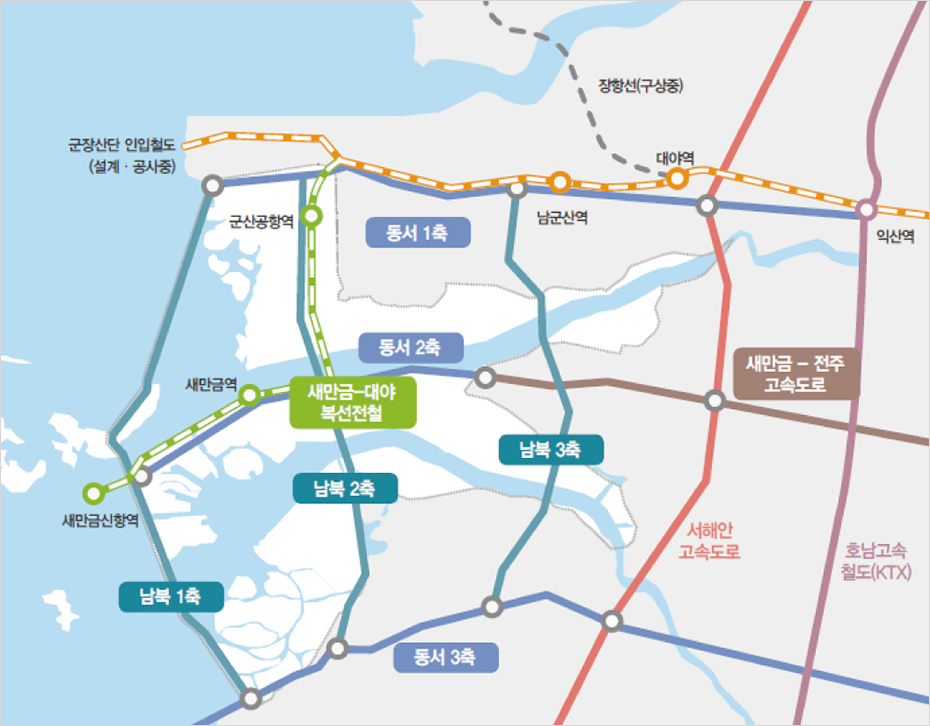 장항선(구상중)
군장산단 인입철도
(설계 · 공사중)
대야역
군산공항역
남군산역
익산역
동서 1축
동서 2축
새만금 – 전주
고속도로
새만금역
새만금–대야
복선전철
남북 3축
남북 2축
새만금신항역
서해안
고속도로
호남고속
철도(KTX)
남북 1축
동서 3축